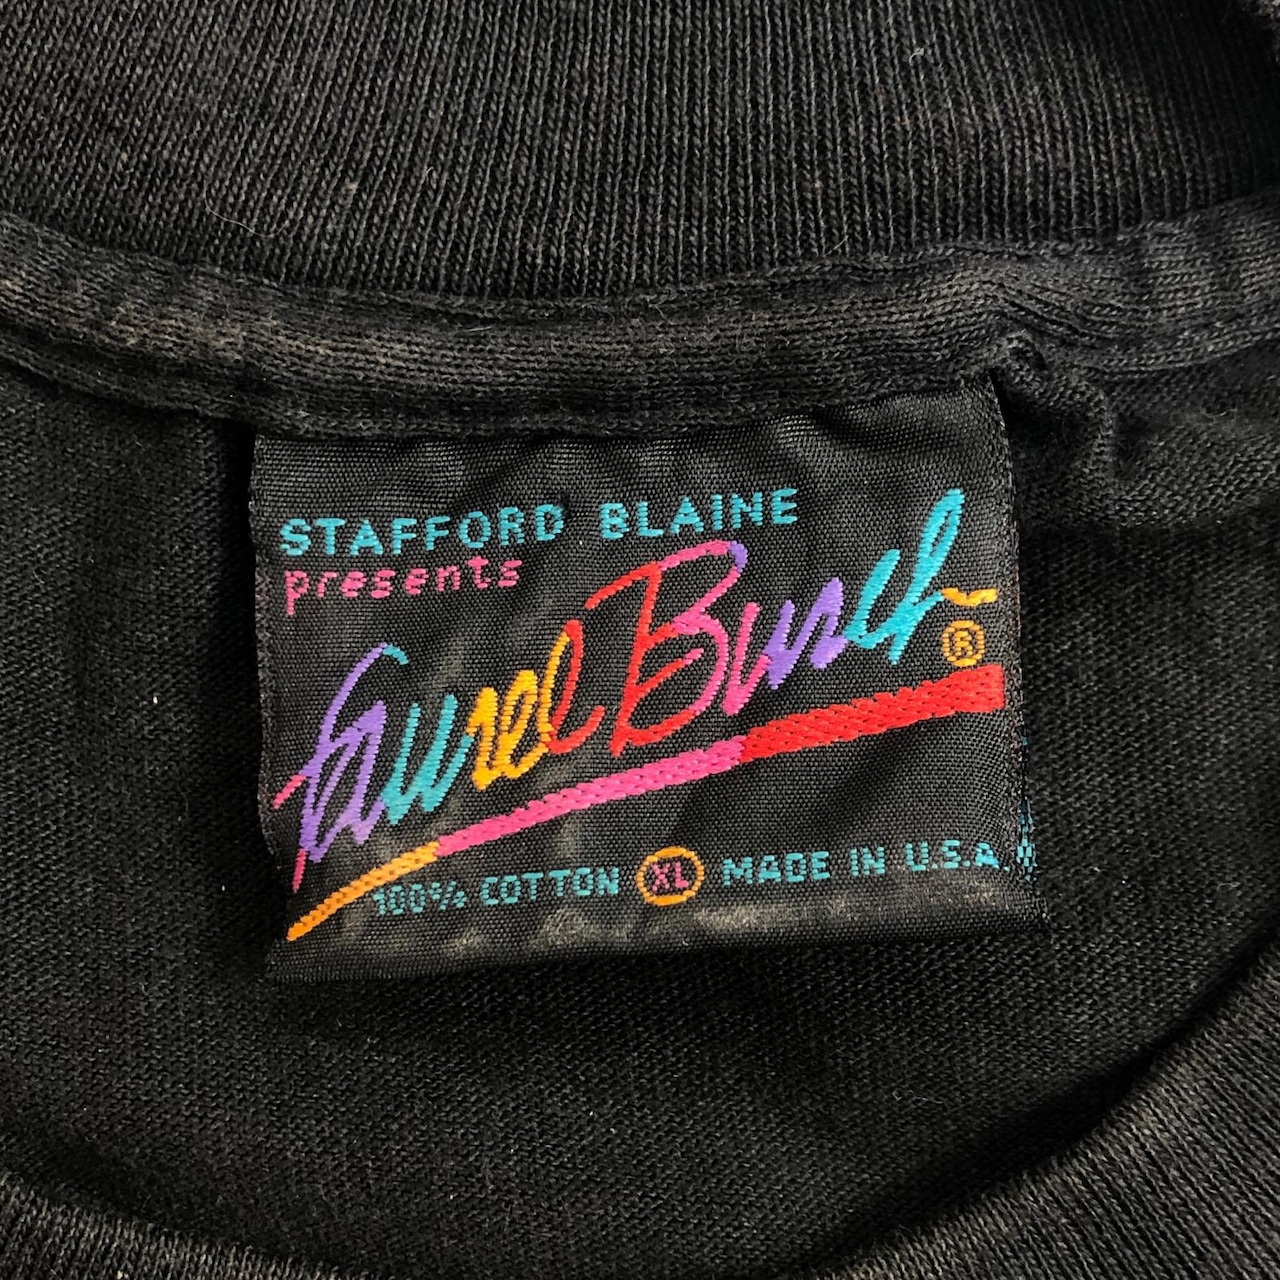 STAFFORD BLAINE
presents
Laurel Burch ®
100% COTTON XL MADE IN U.S.A.